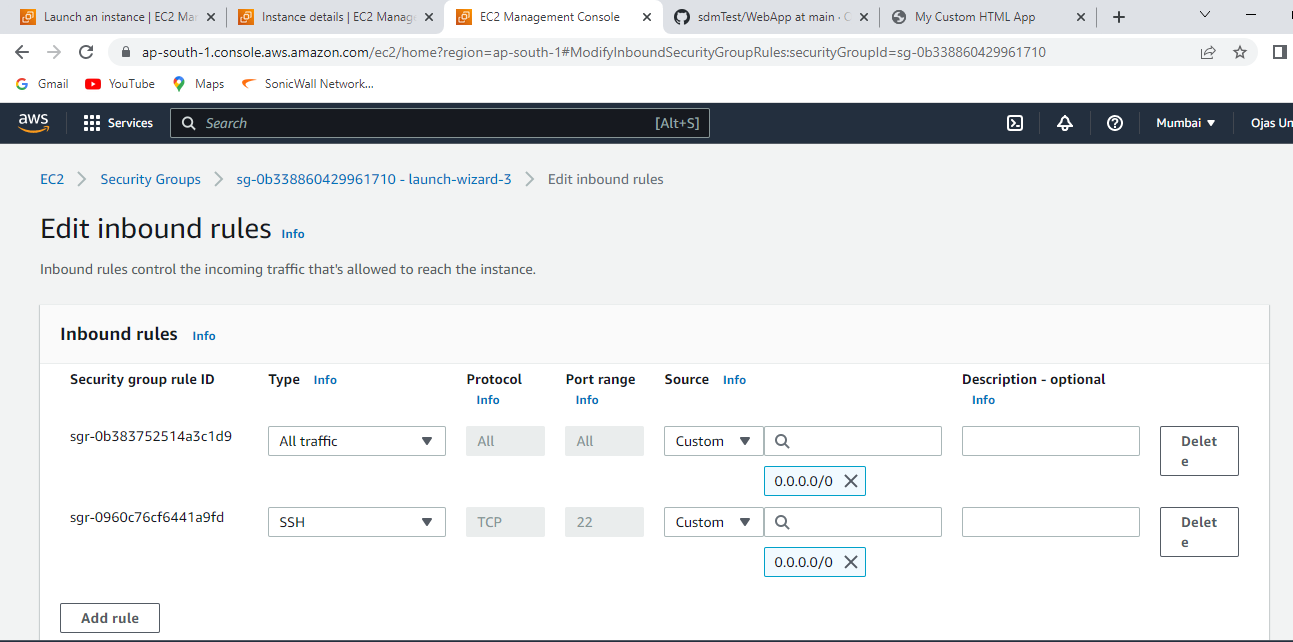 Launch an instance | EC2 Ma
Instance details | EC2 Manage
EC2 Management Console
sdmTest/WebApp at main · C
My Custom HTML App
ap-south-1.console.aws.amazon.com/ec2/home?region=ap-south-1#ModifyInboundSecurityGroupRules:securityGroupId=sg-0b338860429961710
Gmail YouTube Maps SonicWall Network...
aws Services Search [Alt+S] Mumbai Ojas Un
EC2 Security Groups sg-0b338860429961710 - launch-wizard-3 Edit inbound rules
Edit inbound rules Info
Inbound rules control the incoming traffic that's allowed to reach the instance.
Inbound rules Info
Security group rule ID Type Info Protocol Port range Source Info Description - optional
Info Info Info
sgr-0b383752514a3c1d9 All traffic All All Custom Delet
e
0.0.0.0/0
sgr-0960c76cf6441a9fd SSH TCP 22 Custom Delet
e
0.0.0.0/0
Add rule